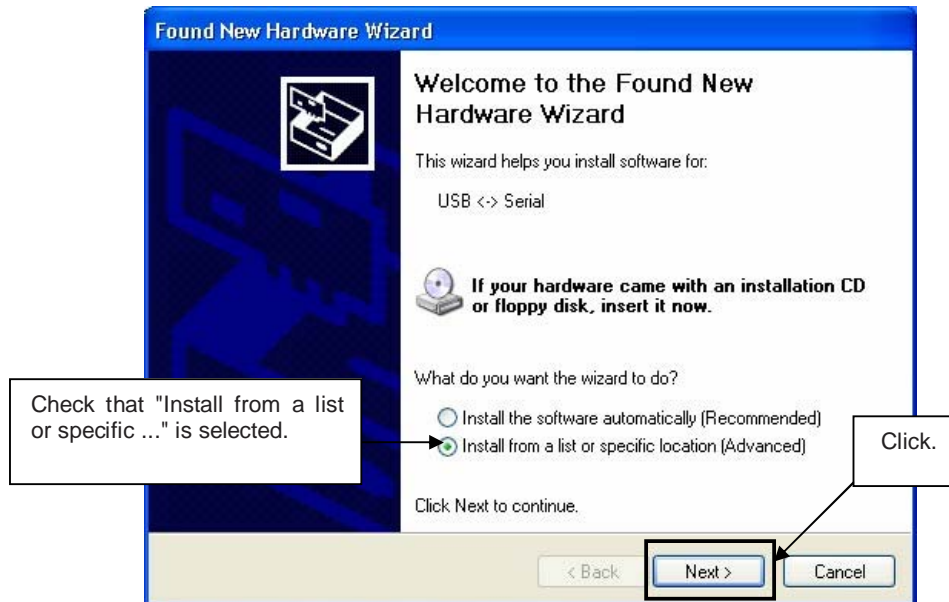 Found New Hardware Wizard
Welcome to the Found New
Hardware Wizard
This wizard helps you install software for:
USB <-> Serial
If your hardware came with an installation CD
or floppy disk, insert it now.
What do you want the wizard to do?
Install the software automatically (Recommended)
Install from a list or specific location (Advanced)
Click Next to continue.
< Back
Next >
Cancel
Check that "Install from a list
or specific ..." is selected.
Click.